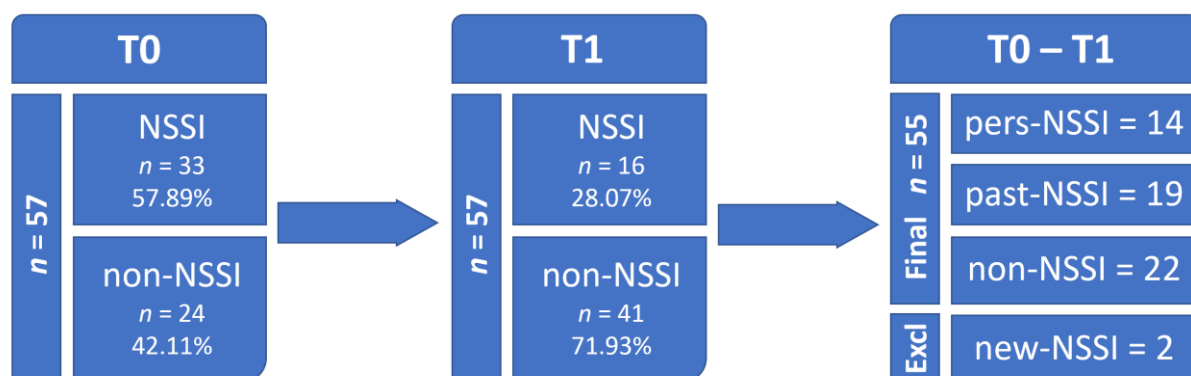 T0
n = 57
NSSI
n = 33
57.89%
non-NSSI
n = 24
42.11%
T1
n = 57
NSSI
n = 16
28.07%
non-NSSI
n = 41
71.93%
T0 – T1
Final n = 55
pers-NSSI = 14
past-NSSI = 19
non-NSSI = 22
Excl
new-NSSI = 2